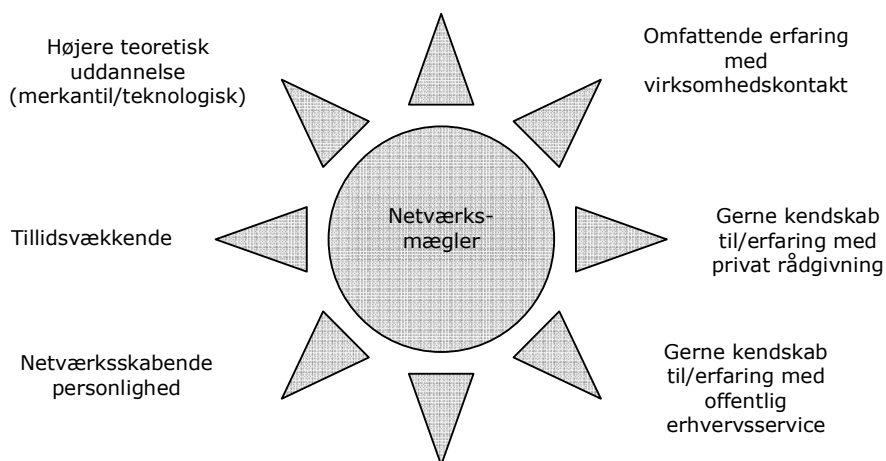 Højere teoretisk
uddannelse
(merkantil/teknologisk)
Omfattende erfaring
med
virksomhedskontakt
Tillidsvækkende
Netværks-
mægler
Gerne kendskab
til/erfaring med
privat rådgivning
Netværksskabende
personlighed
Gerne kendskab
til/erfaring med
offentlig
erhvervsservice